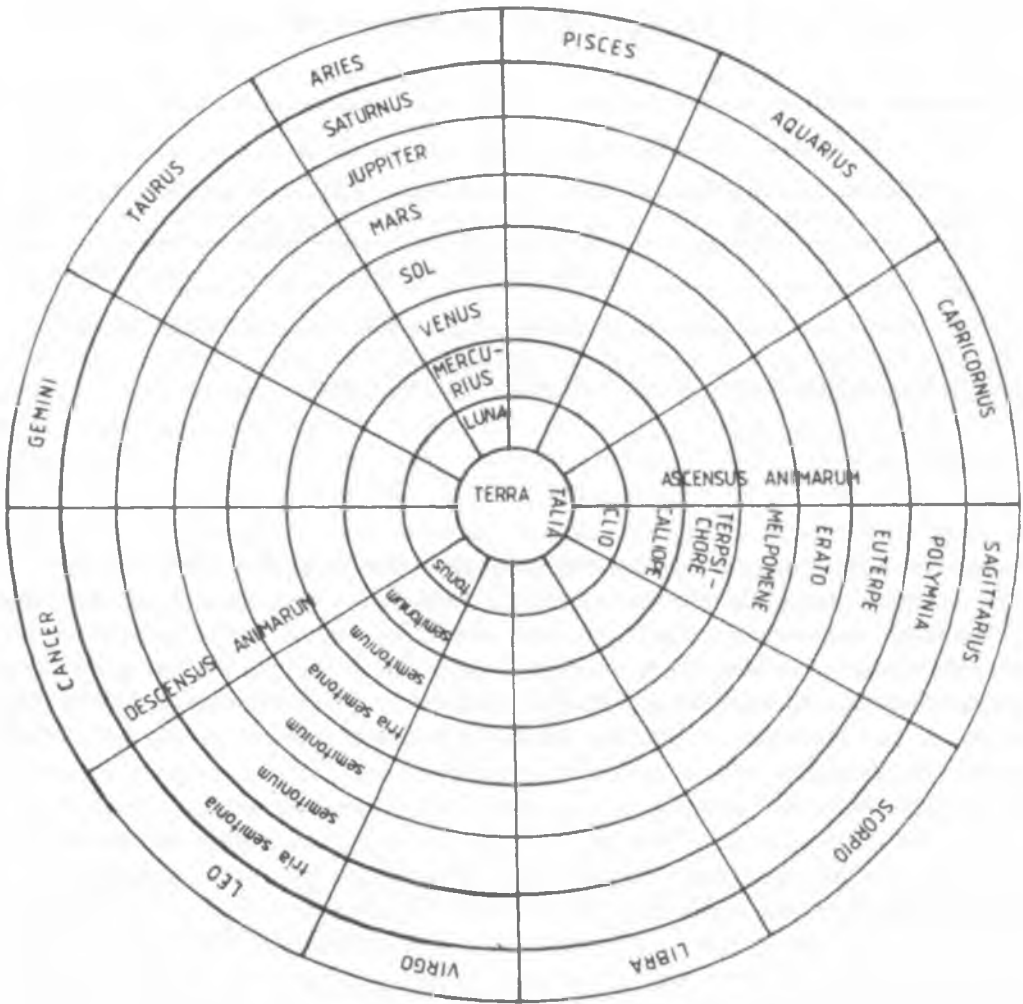 PISCES
ARIES
SATURNUS
JUPPITER
MARS
SOL
VENUS
MERCU-
RIUS
LUNA
TERRA
TALIA
TAURUS
GEMINI
CANCER
LEO
VIRGO
LIBRA
SCORPIO
SAGITTARIUS
CAPRICORNUS
AQUARIUS
ASCENSUS ANIMARUM
CLIO
CALLIOPE
TERPSI-
CHORE
MELPOMENE
ERATO
EUTERPE
POLYMNIA
DESCENSUS ANIMARUM
tonus
semitonium
semitonium
tria semitonia
semitonium
semitonium
tria semitonia